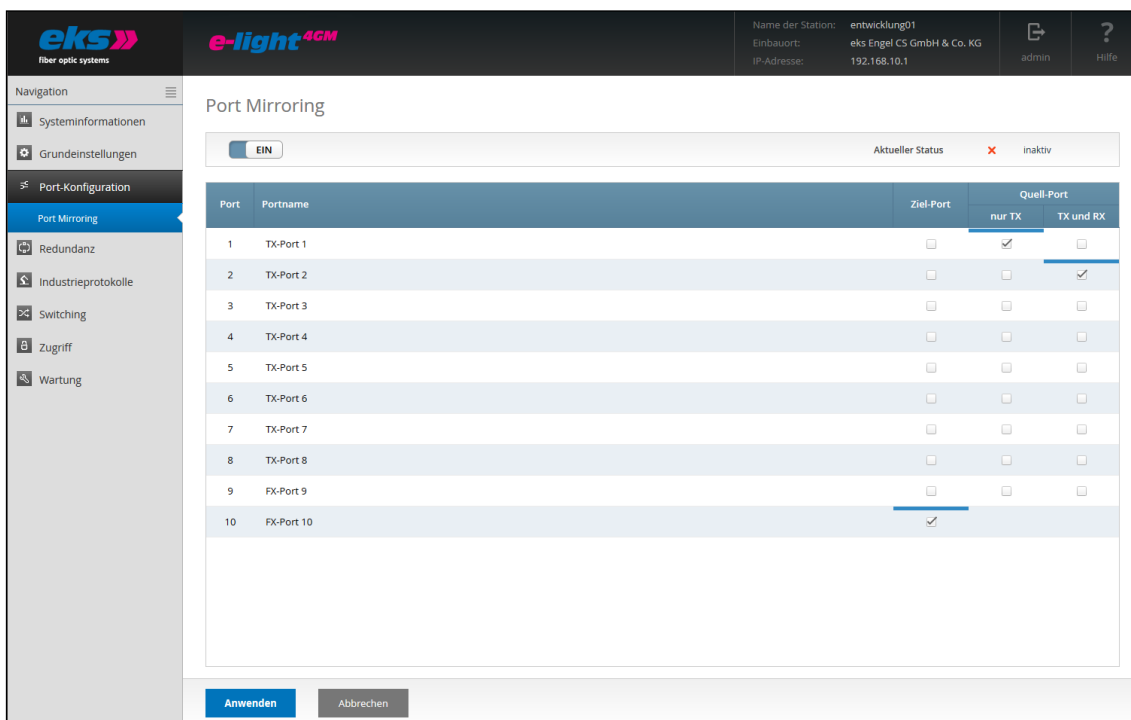 eks
fiber optic systems
e-light 4GM
Name der Station: entwicklung01
Einbauort: eks Engel CS GmbH & Co. KG
IP-Adresse: 192.168.10.1
admin
? Hilfe
Navigation
Systeminformationen
Grundeinstellungen
Port-Konfiguration
Port Mirroring
Redundanz
Industrieprotokolle
Switching
Zugriff
Wartung
Port Mirroring
EIN Aktueller Status inaktiv
Port Portname Ziel-Port Quell-Port
nur TX TX und RX
1 TX-Port 1
2 TX-Port 2
3 TX-Port 3
4 TX-Port 4
5 TX-Port 5
6 TX-Port 6
7 TX-Port 7
8 TX-Port 8
9 FX-Port 9
10 FX-Port 10
Anwenden Abbrechen